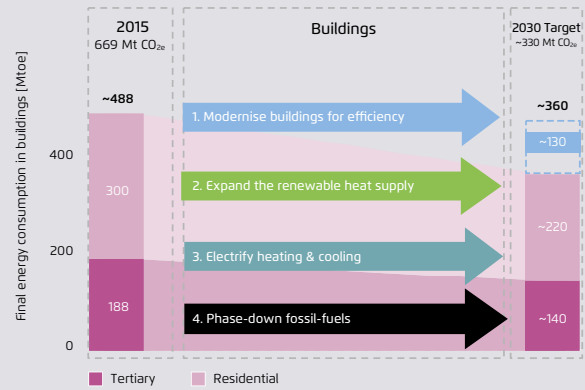 2015
669 Mt CO₂ₑ
Buildings
2030 Target
~330 Mt CO₂ₑ
Final energy consumption in buildings [Mtoe]
~488
~360
1. Modernise buildings for efficiency
~130
400
300
2. Expand the renewable heat supply
~220
200
3. Electrify heating & cooling
188
4. Phase-down fossil-fuels
~140
0
Tertiary
Residential